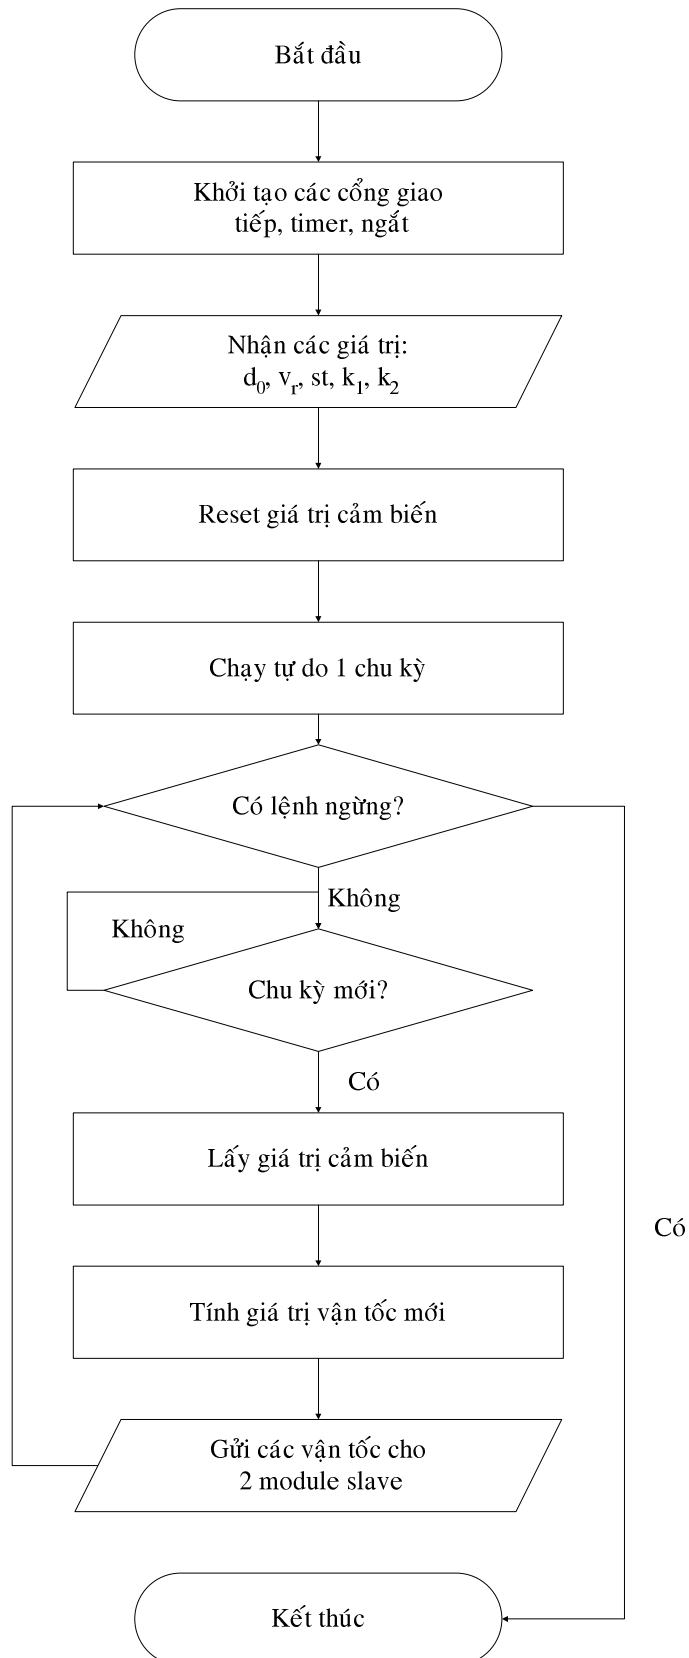 Bắt đầu
Khởi tạo các cổng giao
tiếp, timer, ngắt
Nhận các giá trị:
d₀, vᵣ, st, k₁, k₂
Reset giá trị cảm biến
Chạy tự do 1 chu kỳ
Có lệnh ngừng?
Không
Không
Chu kỳ mới?
Có
Lấy giá trị cảm biến
Có
Tính giá trị vận tốc mới
Gửi các vận tốc cho
2 module slave
Kết thúc